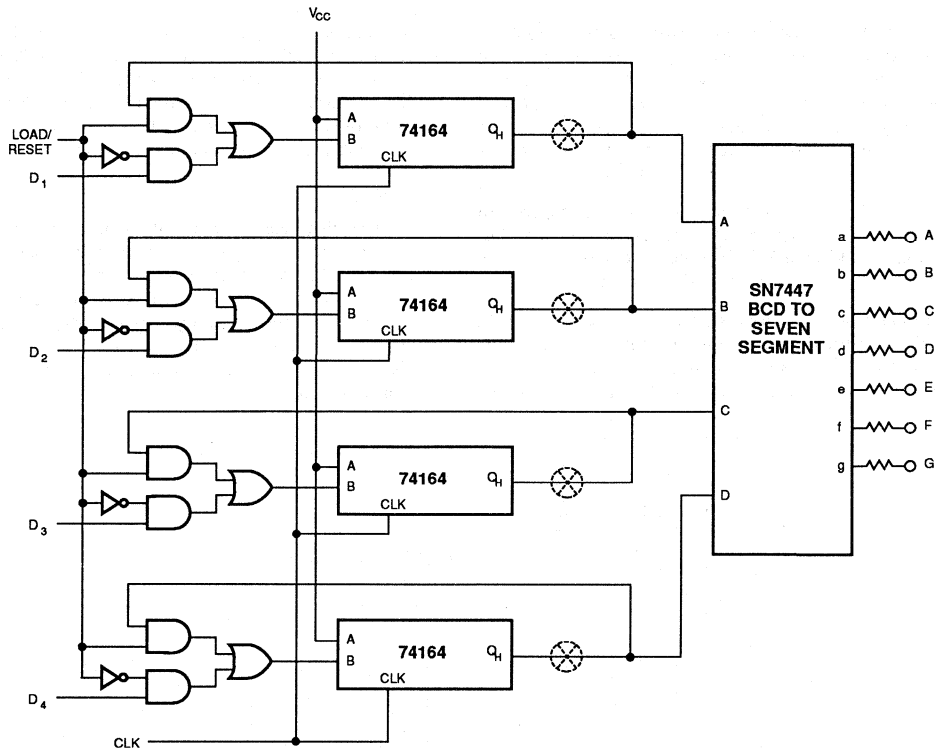 VCC
LOAD/
RESET
D1
A
B
74164
QH
CLK
D2
A
B
74164
QH
CLK
D3
A
B
74164
QH
CLK
D4
A
B
74164
QH
CLK
CLK
A
B
C
D
SN7447
BCD TO
SEVEN
SEGMENT
a
b
c
d
e
f
g
A
B
C
D
E
F
G